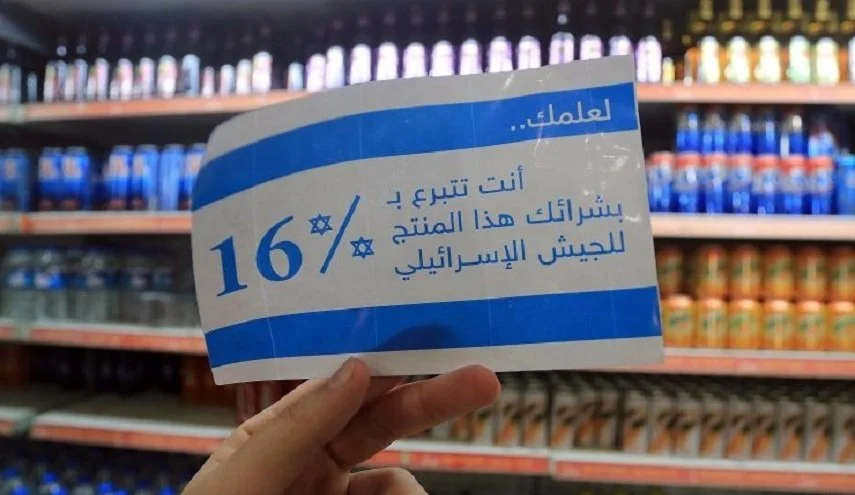 لعلمك..
أنت تتبرع بـ
بشرائك هذا المنتج
للجيش الإسرائيلي
16%